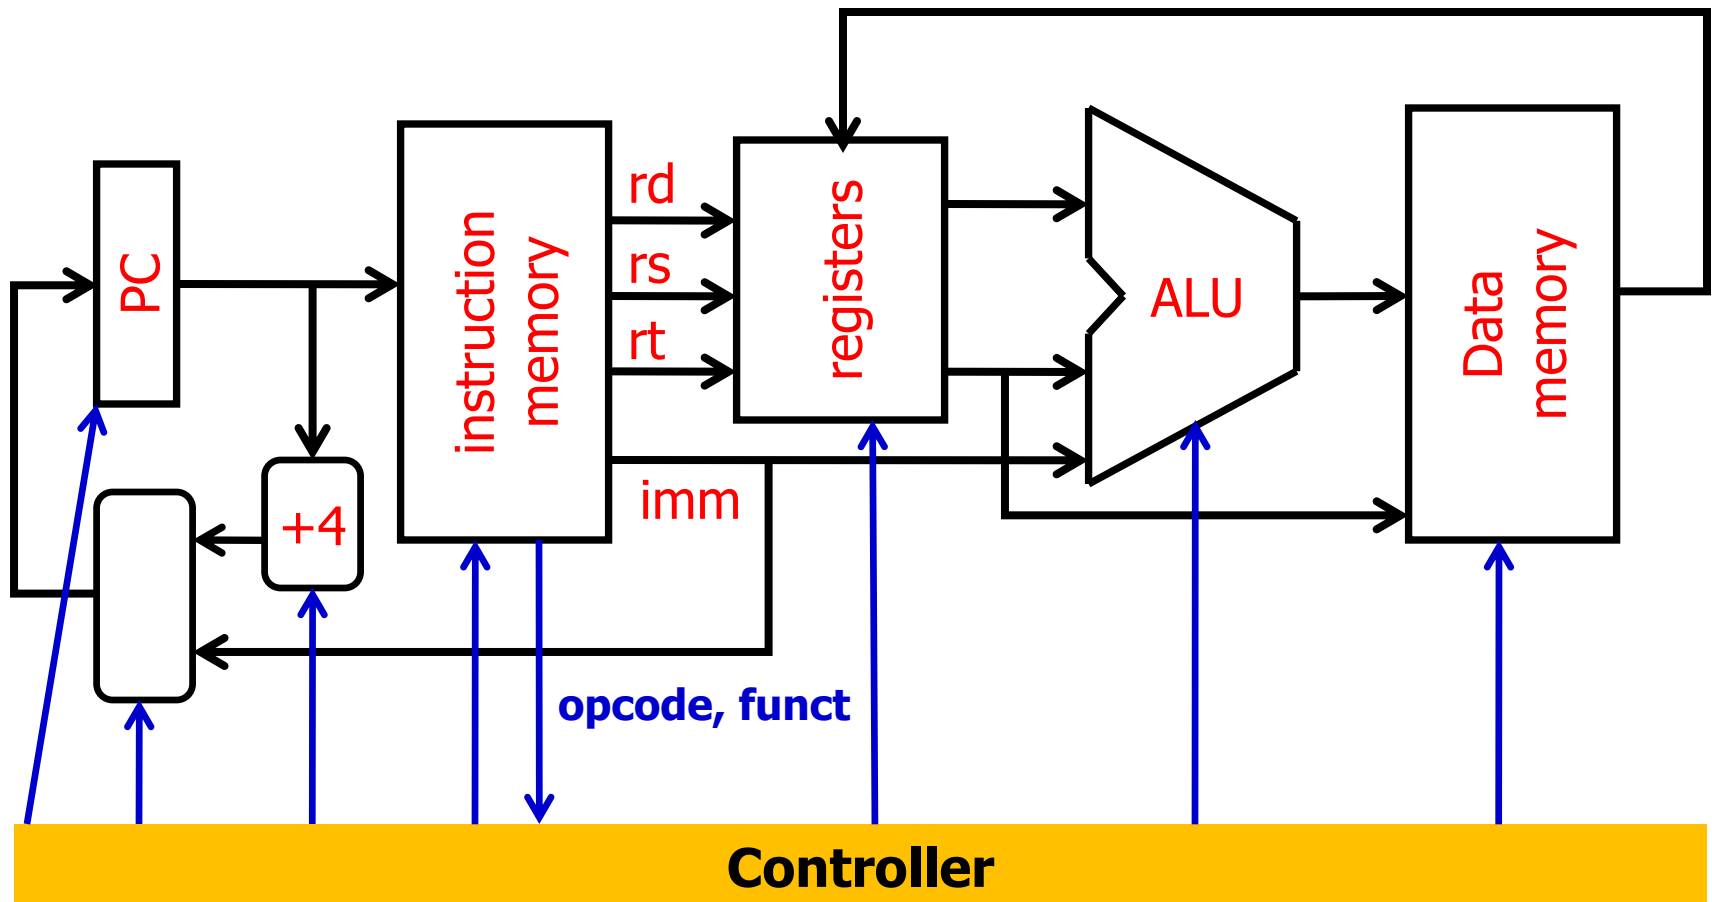 PC
+4
instruction
memory
rd
rs
rt
imm
registers
ALU
Data
memory
opcode, funct
Controller